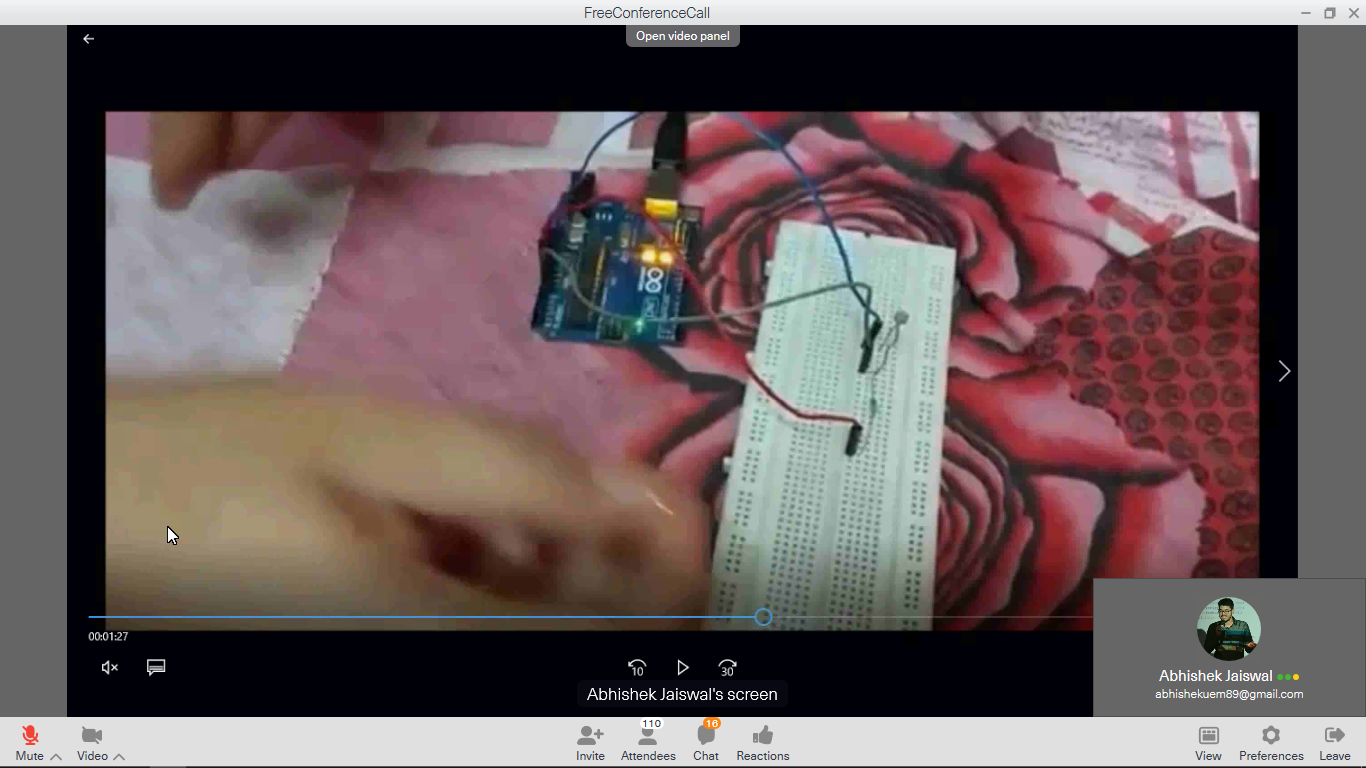 FreeConferenceCall
Open video panel
00:01:27
10
30
Abhishek Jaiswal's screen
Abhishek Jaiswal
abhishekuem89@gmail.com
110
16
Mute
Video
Invite
Attendees
Chat
Reactions
View
Preferences
Leave